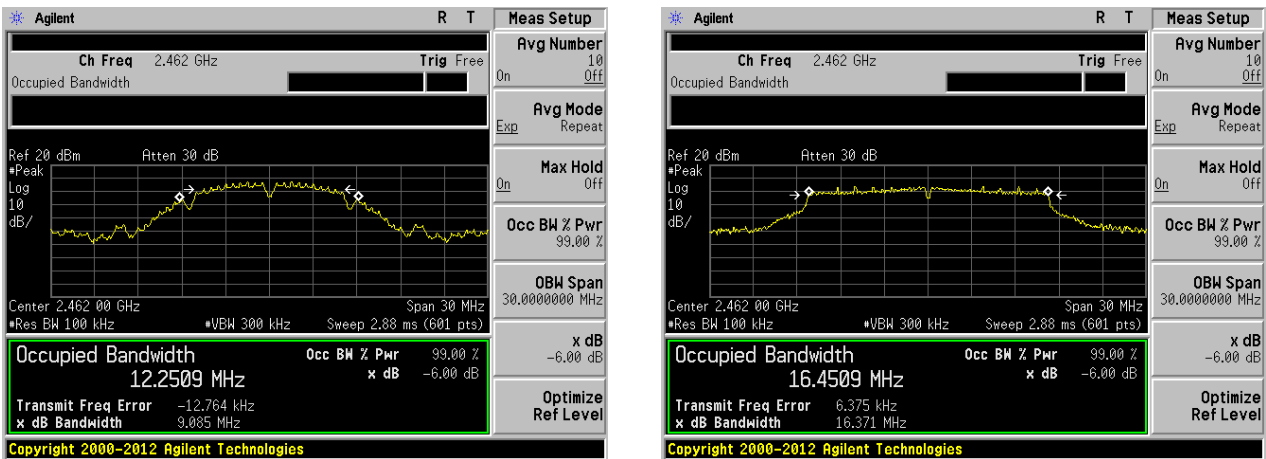 Agilent R T Meas Setup
Avg Number
10
On Off
Ch Freq 2.462 GHz Trig Free
Occupied Bandwidth
Avg Mode
Exp Repeat
Ref 20 dBm Atten 30 dB
#Peak
Log
10
dB/
Max Hold
On Off
Occ BW % Pwr
99.00 %
OBW Span
30.0000000 MHz
Center 2.462 00 GHz Span 30 MHz
#Res BW 100 kHz #VBW 300 kHz Sweep 2.88 ms (601 pts)
Occupied Bandwidth Occ BW % Pwr 99.00 %
12.2509 MHz x dB -6.00 dB
Transmit Freq Error -12.764 kHz
x dB Bandwidth 9.085 MHz
x dB
-6.00 dB
Optimize
Ref Level
Copyright 2000-2012 Agilent Technologies
Agilent R T Meas Setup
Avg Number
10
On Off
Ch Freq 2.462 GHz Trig Free
Occupied Bandwidth
Avg Mode
Exp Repeat
Ref 20 dBm Atten 30 dB
#Peak
Log
10
dB/
Max Hold
On Off
Occ BW % Pwr
99.00 %
OBW Span
30.0000000 MHz
Center 2.462 00 GHz Span 30 MHz
#Res BW 100 kHz #VBW 300 kHz Sweep 2.88 ms (601 pts)
Occupied Bandwidth Occ BW % Pwr 99.00 %
16.4509 MHz x dB -6.00 dB
Transmit Freq Error 6.375 kHz
x dB Bandwidth 16.371 MHz
x dB
-6.00 dB
Optimize
Ref Level
Copyright 2000-2012 Agilent Technologies